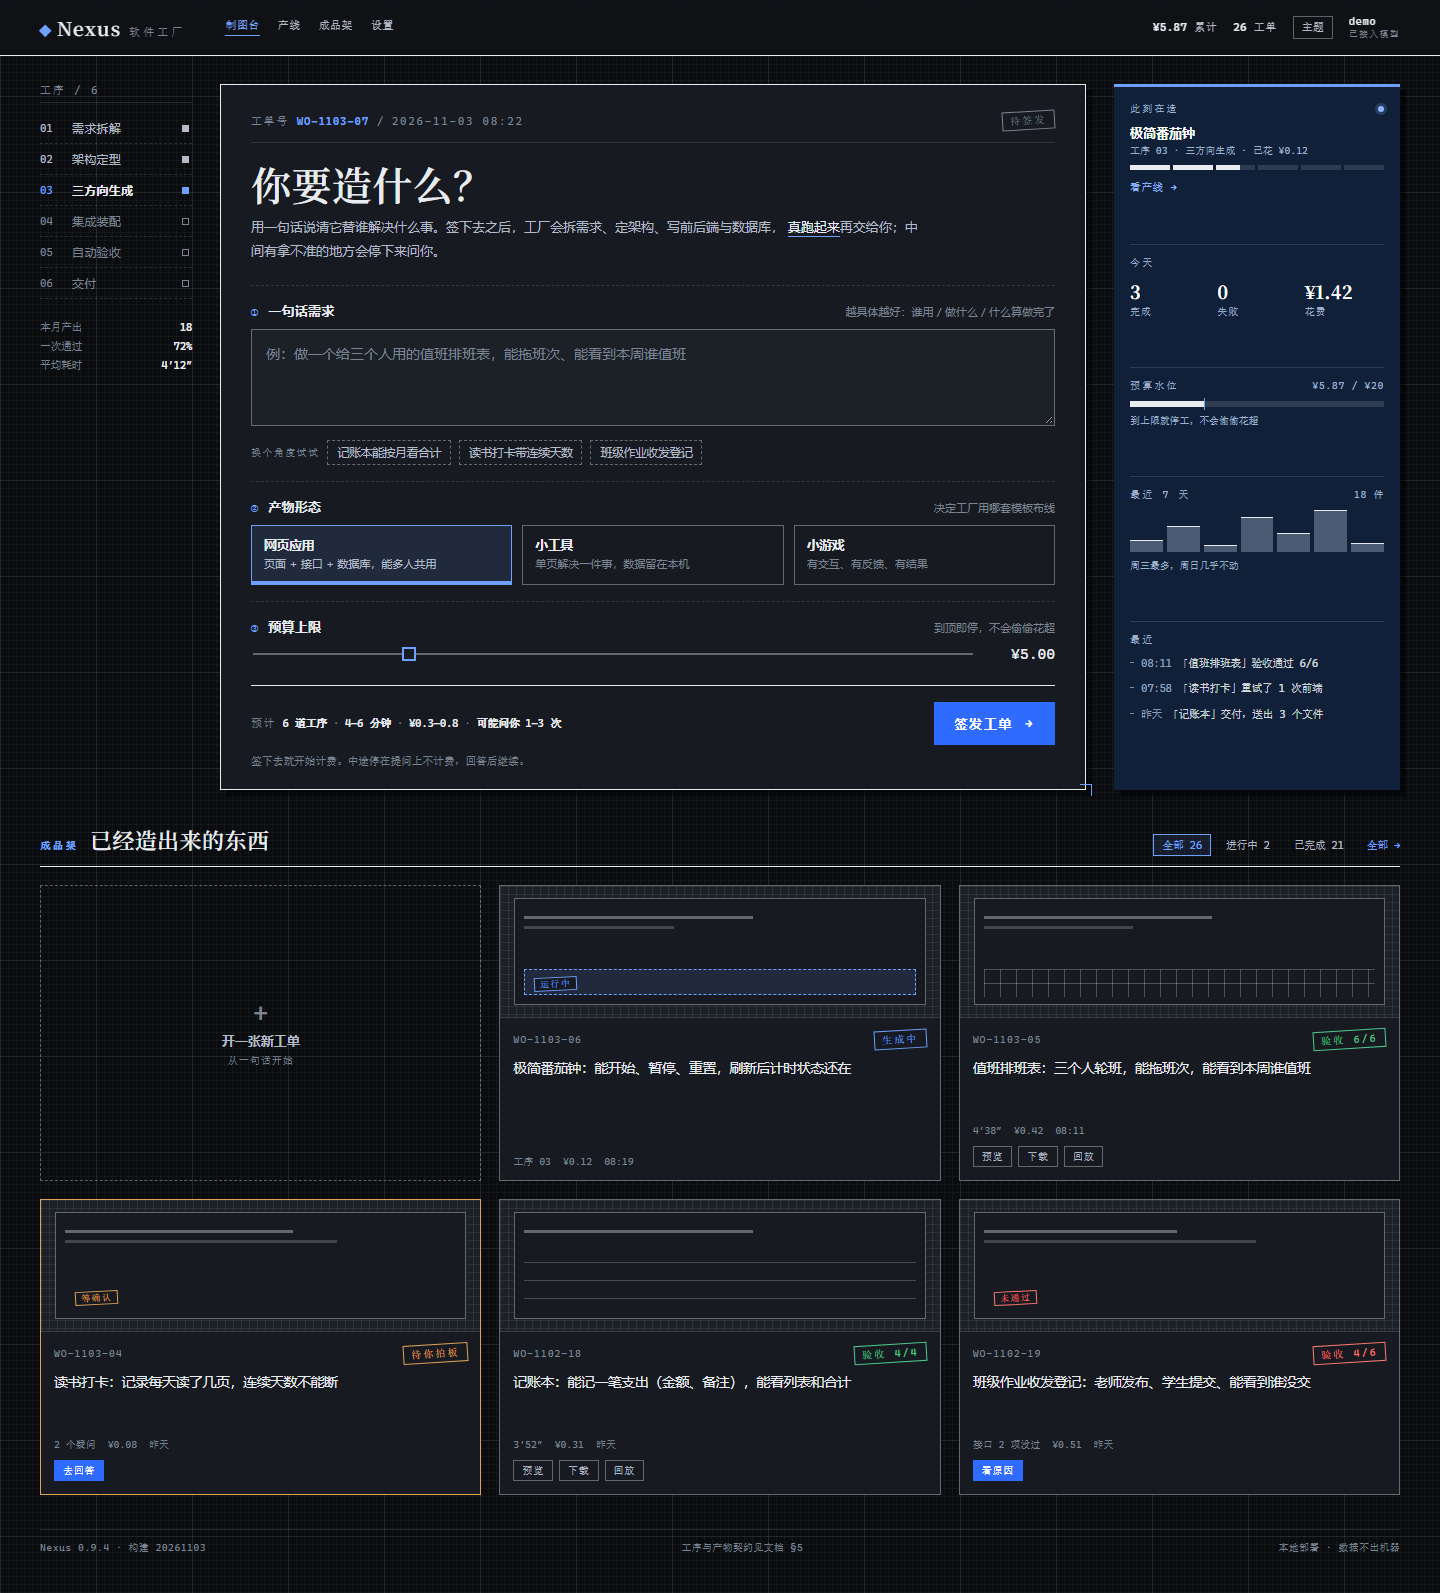 Nexus 软件工厂
制图台 产线 成品架 设置
¥5.87 累计 26 工单 主题 demo
已接入模型
工序 / 6
01 需求拆解
02 架构定型
03 三方向生成
04 集成装配
05 自动验收
06 交付
本月产出 18
一次通过 72%
平均耗时 4′12″
工单号 WO-1103-07 / 2026-11-03 08:22 待签发
你要造什么？
用一句话说清它替谁解决什么事。签下去之后，工厂会拆需求、定架构、写前后端与数据库，真跑起来再交给你；中
间有拿不准的地方会停下来问你。
① 一句话需求 越具体越好：谁用 / 做什么 / 什么算做完了
例：做一个给三个人用的值班排班表，能拖班次、能看到本周谁值班
换个角度试试 记账本能按月看合计 读书打卡带连续天数 班级作业收发登记
② 产物形态 决定工厂用哪套模板布线
网页应用
页面 + 接口 + 数据库，能多人共用
小工具
单页解决一件事，数据留在本机
小游戏
有交互、有反馈、有结果
③ 预算上限 到顶即停，不会偷偷花超
¥5.00
预计 6 道工序 · 4–6 分钟 · ¥0.3–0.8 · 可能问你 1–3 次
签发工单 →
签下去就开始计费。中途停在提问上不计费，回答后继续。
此刻在造
极简番茄钟
工序 03 · 三方向生成 · 已花 ¥0.12
看产线 →
今天
3 0 ¥1.42
完成 失败 花费
预算水位 ¥5.87 / ¥20
到上限就停工，不会偷偷花超
最近 7 天 18 件
周三最多，周日几乎不动
最近
08:11 「值班排班表」验收通过 6/6
07:58 「读书打卡」重试了 1 次前端
昨天 「记账本」交付，送出 3 个文件
成品架 已经造出来的东西
全部 26 进行中 2 已完成 21 全部 →
+
开一张新工单
从一句话开始
运行中
WO-1103-06 生成中
极简番茄钟：能开始、暂停、重置，刷新后计时状态还在
工序 03 ¥0.12 08:19
WO-1103-05 验收 6/6
值班排班表：三个人轮班，能拖班次，能看到本周谁值班
4′38″ ¥0.42 08:11
预览 下载 回放
等确认
WO-1103-04 待你拍板
读书打卡：记录每天读了几页，连续天数不能断
2 个疑问 ¥0.08 昨天
去回答
WO-1102-18 验收 4/4
记账本：能记一笔支出（金额、备注），能看列表和合计
3′52″ ¥0.31 昨天
预览 下载 回放
未通过
WO-1102-19 验收 4/6
班级作业收发登记：老师发布、学生提交、能看到谁没交
接口 2 项没过 ¥0.51 昨天
看原因
Nexus 0.9.4 · 构建 20261103
工序与产物契约见文档 §5
本地部署 · 数据不出机器